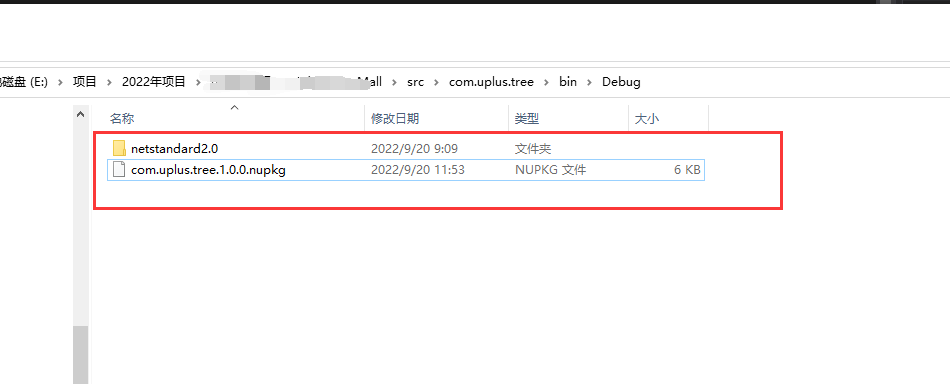 磁盘 (E:) › 项目 › 2022年项目 › Mall › src › com.uplus.tree › bin › Debug
名称 修改日期 类型 大小
netstandard2.0 2022/9/20 9:09 文件夹
com.uplus.tree.1.0.0.nupkg 2022/9/20 11:53 NUPKG 文件 6 KB